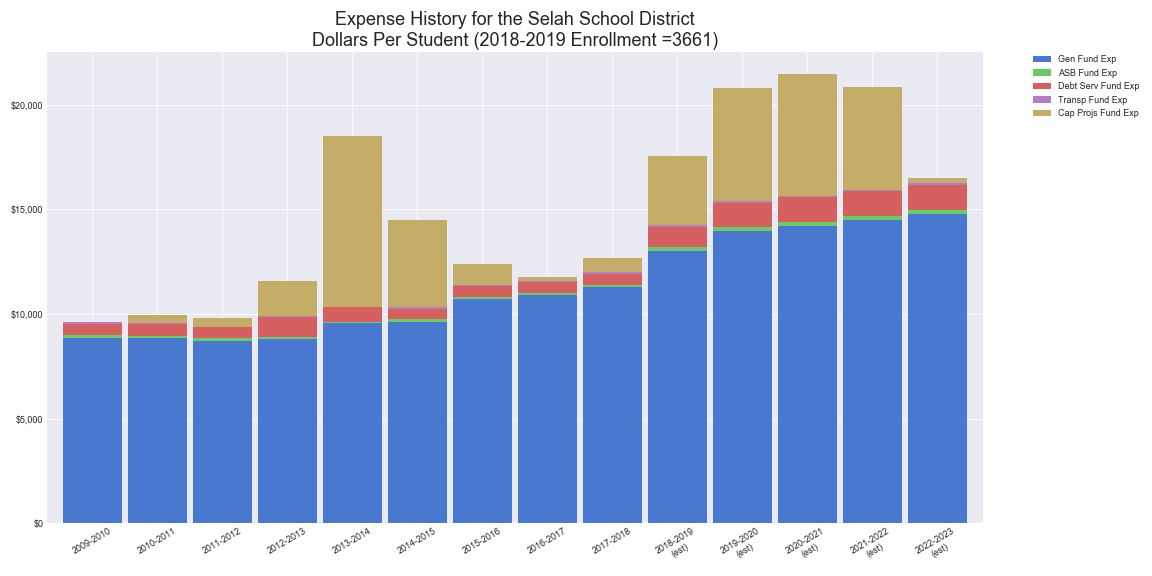 Expense History for the Selah School District
Dollars Per Student (2018-2019 Enrollment =3661)
Gen Fund Exp
ASB Fund Exp
Debt Serv Fund Exp
Transp Fund Exp
Cap Projs Fund Exp
$20,000
$15,000
$10,000
$5,000
$0
2009-2010
2010-2011
2011-2012
2012-2013
2013-2014
2014-2015
2015-2016
2016-2017
2017-2018
2018-2019
(est)
2019-2020
(est)
2020-2021
(est)
2021-2022
(est)
2022-2023
(est)